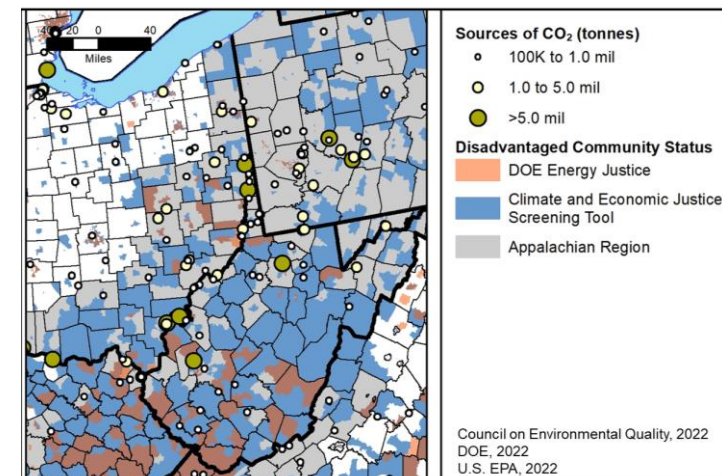 40 20 0 40
Miles
Sources of CO₂ (tonnes)
100K to 1.0 mil
1.0 to 5.0 mil
>5.0 mil
Disadvantaged Community Status
DOE Energy Justice
Climate and Economic Justice
Screening Tool
Appalachian Region
Council on Environmental Quality, 2022
DOE, 2022
U.S. EPA, 2022